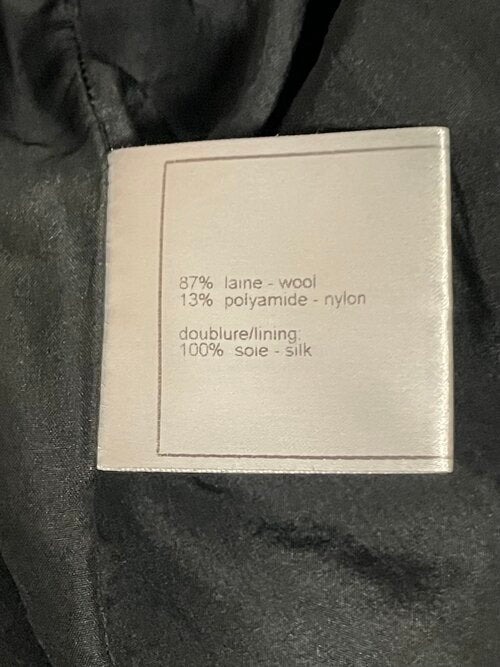 87% laine - wool
13% polyamide - nylon
doublure/lining:
100% soie - silk